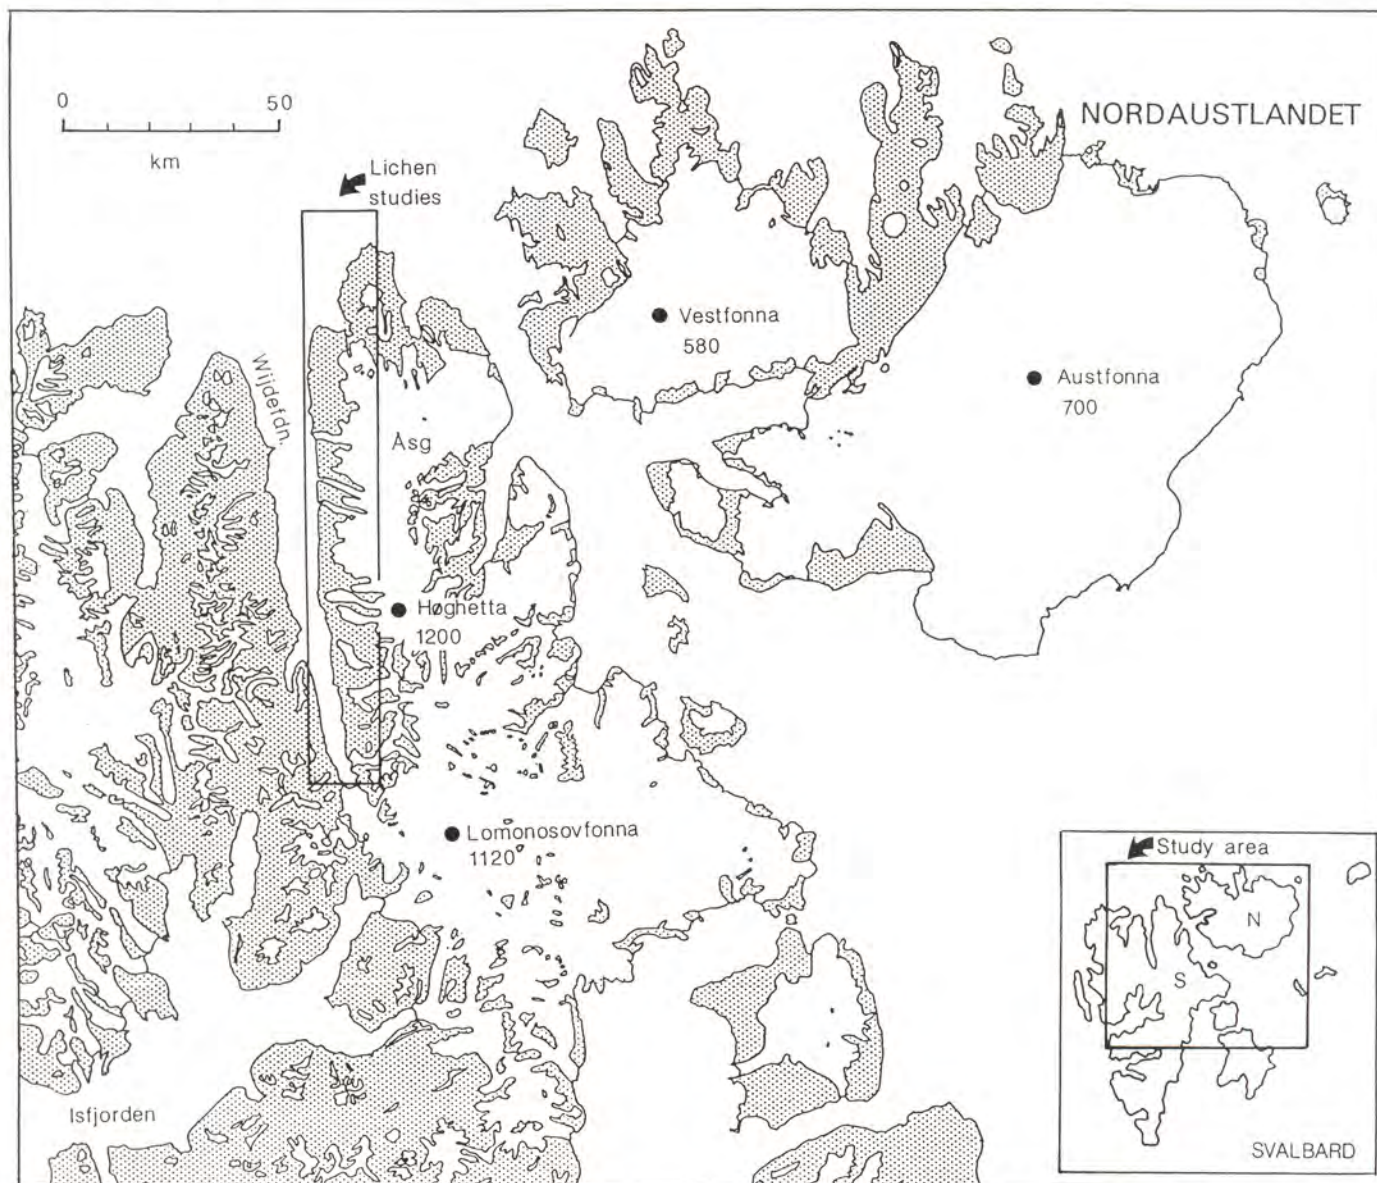 0 50
km
NORDAUSTLANDET
Lichen
studies
Vestfonna
580
Austfonna
700
Wijdefdn.
Åsg
Høghetta
1200
Lomonosovfonna
1120
Isfjorden
Study area
N
S
SVALBARD